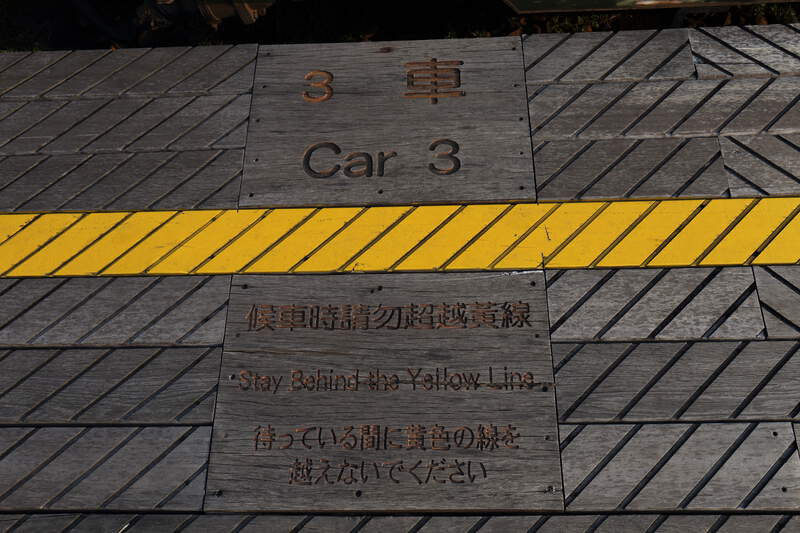 3 車
Car 3
候車時請勿超越黃線
Stay Behind the Yellow Line
待っている間に黄色の線を
越えないでください